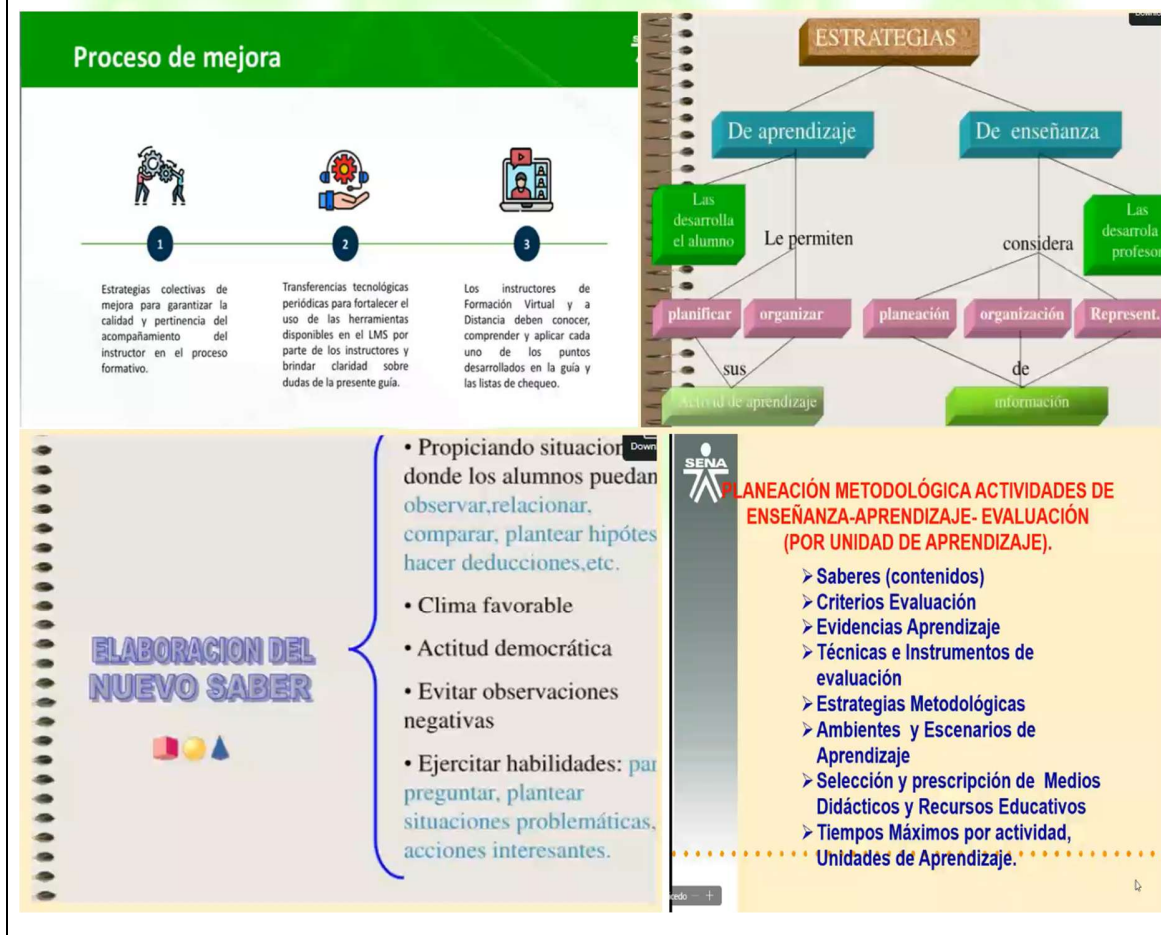 Proceso de mejora
1
2
3
Estrategias colectivas de
mejora para garantizar la
calidad y pertinencia del
acompañamiento del
instructor en el proceso
formativo.
Transferencias tecnológicas
periódicas para fortalecer el
uso de las herramientas
disponibles en el LMS por
parte de los instructores y
brindar claridad sobre
dudas de la presente guía.
Los instructores de
Formación Virtual y a
Distancia deben conocer,
comprender y aplicar cada
uno de los puntos
desarrollados en la guía y
las listas de chequeo.
ESTRATEGIAS
De aprendizaje
De enseñanza
Las
desarrolla
el alumno
Le permiten
considera
Las
desarrola
profesor
planificar
organizar
planeación
organización
Represent.
sus
de
de aprendizaje
información
ELABORACION DEL
NUEVO SABER
• Propiciando situacion
Down
donde los alumnos puedan
observar,relacionar,
comparar, plantear hipótes
hacer deducciones,etc.
• Clima favorable
• Actitud democrática
• Evitar observaciones
negativas
• Ejercitar habilidades: par
preguntar, plantear
situaciones problemáticas,
acciones interesantes.
SENA
PLANEACIÓN METODOLÓGICA ACTIVIDADES DE
ENSEÑANZA-APRENDIZAJE- EVALUACIÓN
(POR UNIDAD DE APRENDIZAJE).
➢ Saberes (contenidos)
➢ Criterios Evaluación
➢ Evidencias Aprendizaje
➢ Técnicas e Instrumentos de
evaluación
➢ Estrategias Metodológicas
➢ Ambientes y Escenarios de
Aprendizaje
➢ Selección y prescripción de Medios
Didácticos y Recursos Educativos
➢ Tiempos Máximos por actividad,
Unidades de Aprendizaje.
cedo